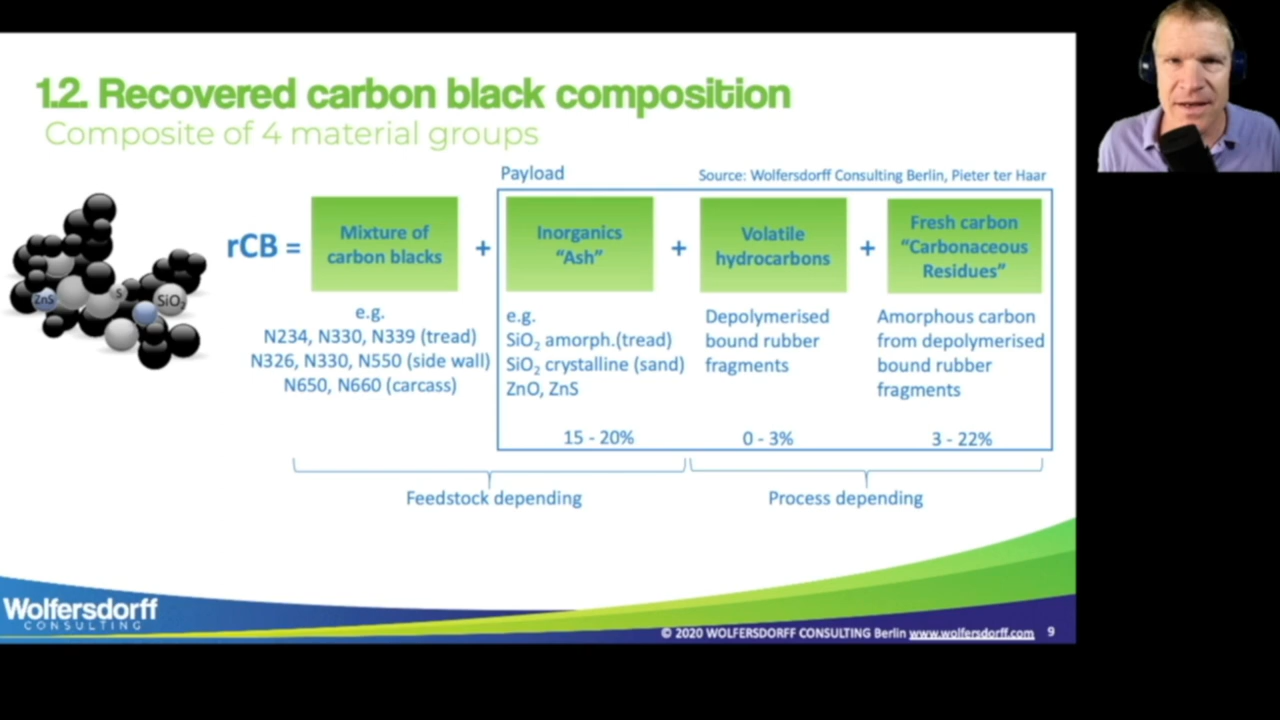 1.2. Recovered carbon black composition
Composite of 4 material groups
Payload
Source: Wolfersdorff Consulting Berlin, Pieter ter Haar
rCB =
Mixture of
carbon blacks
+
Inorganics
“Ash”
+
Volatile
hydrocarbons
+
Fresh carbon
“Carbonaceous
Residues”
ZnS
S
SiO2
e.g.
N234, N330, N339 (tread)
N326, N330, N550 (side wall)
N650, N660 (carcass)
e.g.
SiO2 amorph.(tread)
SiO2 crystalline (sand)
ZnO, ZnS
15 - 20%
Depolymerised
bound rubber
fragments
0 - 3%
Amorphous carbon
from depolymerised
bound rubber
fragments
3 - 22%
Feedstock depending
Process depending
Wolfersdorff
CONSULTING
© 2020 WOLFERSDORFF CONSULTING Berlin www.wolfersdorff.com 9